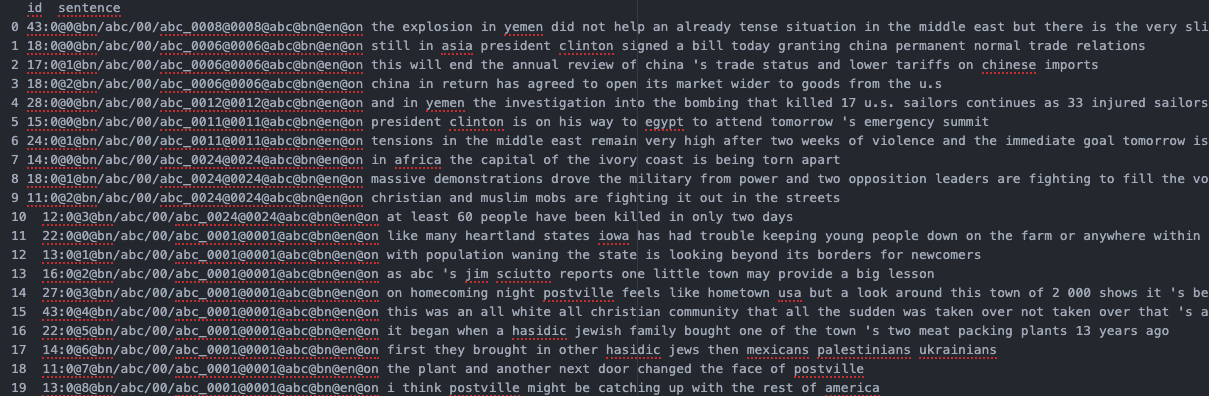 id sentence
0 43:0@0@bn/abc/00/abc_0008@0008@abc@bn@en@on the explosion in yemen did not help an already tense situation in the middle east but there is the very sli
1 18:0@0@bn/abc/00/abc_0006@0006@abc@bn@en@on still in asia president clinton signed a bill today granting china permanent normal trade relations
2 17:0@1@bn/abc/00/abc_0006@0006@abc@bn@en@on this will end the annual review of china 's trade status and lower tariffs on chinese imports
3 18:0@2@bn/abc/00/abc_0006@0006@abc@bn@en@on china in return has agreed to open its market wider to goods from the u.s
4 28:0@0@bn/abc/00/abc_0012@0012@abc@bn@en@on and in yemen the investigation into the bombing that killed 17 u.s. sailors continues as 33 injured sailors
5 15:0@0@bn/abc/00/abc_0011@0011@abc@bn@en@on president clinton is on his way to egypt to attend tomorrow 's emergency summit
6 24:0@1@bn/abc/00/abc_0011@0011@abc@bn@en@on tensions in the middle east remain very high after two weeks of violence and the immediate goal tomorrow is
7 14:0@0@bn/abc/00/abc_0024@0024@abc@bn@en@on in africa the capital of the ivory coast is being torn apart
8 18:0@1@bn/abc/00/abc_0024@0024@abc@bn@en@on massive demonstrations drove the military from power and two opposition leaders are fighting to fill the vo
9 11:0@2@bn/abc/00/abc_0024@0024@abc@bn@en@on christian and muslim mobs are fighting it out in the streets
10 12:0@3@bn/abc/00/abc_0024@0024@abc@bn@en@on at least 60 people have been killed in only two days
11 22:0@0@bn/abc/00/abc_0001@0001@abc@bn@en@on like many heartland states iowa has had trouble keeping young people down on the farm or anywhere within
12 13:0@1@bn/abc/00/abc_0001@0001@abc@bn@en@on with population waning the state is looking beyond its borders for newcomers
13 16:0@2@bn/abc/00/abc_0001@0001@abc@bn@en@on as abc 's jim sciutto reports one little town may provide a big lesson
14 27:0@3@bn/abc/00/abc_0001@0001@abc@bn@en@on on homecoming night postville feels like hometown usa but a look around this town of 2 000 shows it 's be
15 43:0@4@bn/abc/00/abc_0001@0001@abc@bn@en@on this was an all white all christian community that all the sudden was taken over not taken over that 's a
16 22:0@5@bn/abc/00/abc_0001@0001@abc@bn@en@on it began when a hasidic jewish family bought one of the town 's two meat packing plants 13 years ago
17 14:0@6@bn/abc/00/abc_0001@0001@abc@bn@en@on first they brought in other hasidic jews then mexicans palestinians ukrainians
18 11:0@7@bn/abc/00/abc_0001@0001@abc@bn@en@on the plant and another next door changed the face of postville
19 13:0@8@bn/abc/00/abc_0001@0001@abc@bn@en@on i think postville might be catching up with the rest of america